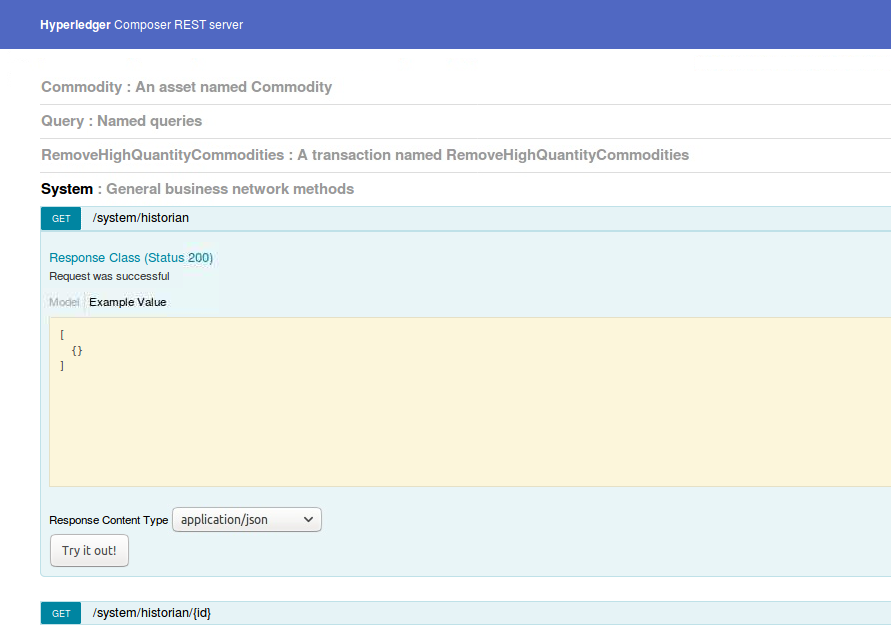 Hyperledger Composer REST server
Commodity : An asset named Commodity
Query : Named queries
RemoveHighQuantityCommodities : A transaction named RemoveHighQuantityCommodities
System : General business network methods
GET /system/historian
Response Class (Status 200)
Request was successful
Model Example Value
[
{}
]
Response Content Type application/json
Try it out!
GET /system/historian/{id}